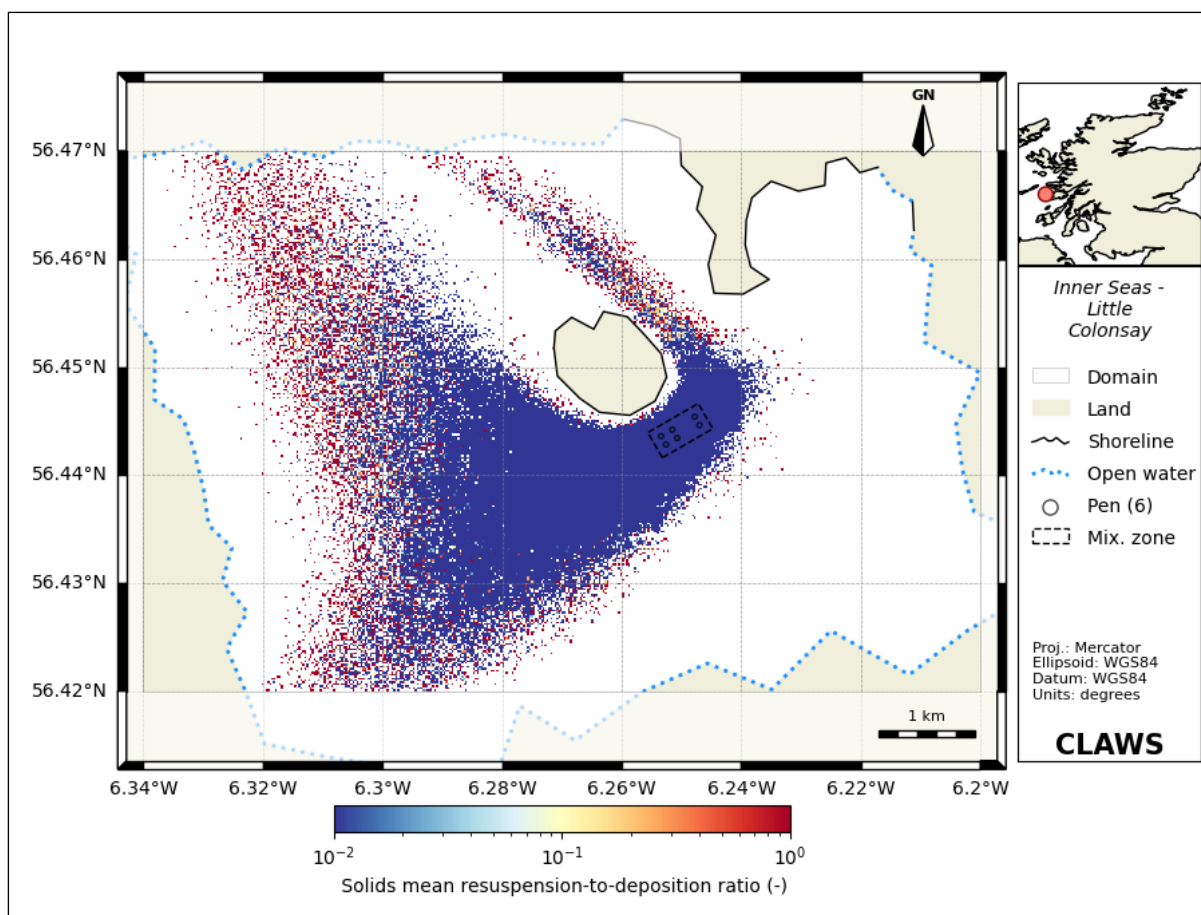 GN
56.47°N
56.46°N
56.45°N
56.44°N
56.43°N
56.42°N
6.34°W
6.32°W
6.3°W
6.28°W
6.26°W
6.24°W
6.22°W
6.2°W
1 km
10⁻²
10⁻¹
10⁰
Solids mean resuspension-to-deposition ratio (-)
Inner Seas -
Little
Colonsay
Domain
Land
Shoreline
Open water
Pen (6)
Mix. zone
Proj.: Mercator
Ellipsoid: WGS84
Datum: WGS84
Units: degrees
CLAWS